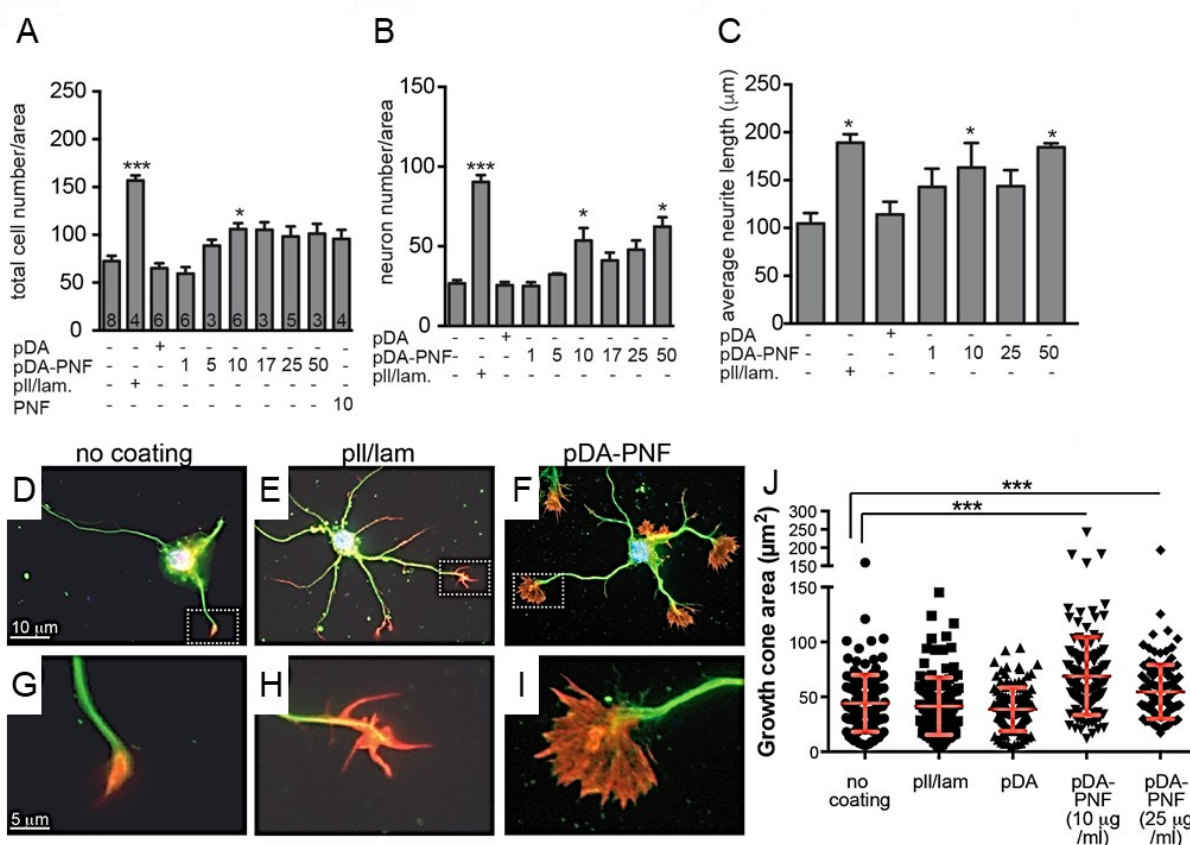 A
total cell number/area
250
200
150
100
50
0
***
*
8 4 6 6 3 6 3 5 3 4
pDA - - + - - - - - - -
pDA-PNF - - - 1 5 10 17 25 50 -
pll/lam. - + - - - - - - - -
PNF - - - - - - - - - 10
B
neuron number/area
150
100
50
0
***
*
*
pDA - - + - - - - - -
pDA-PNF - - - 1 5 10 17 25 50
pll/lam. - + - - - - - - -
C
average neurite length (μm)
250
200
150
100
50
0
*
*
*
pDA - - + - - - -
pDA-PNF - - - 1 10 25 50
pll/lam. - + - - - - -
no coating
pll/lam
pDA-PNF
D
10 μm
E
F
G
5 μm
H
I
J
Growth cone area (μm²)
300
250
200
150
150
100
50
0
***
***
no
coating
pll/lam
pDA
pDA-
PNF
(10 μg
/ml)
pDA-
PNF
(25 μg
/ml)